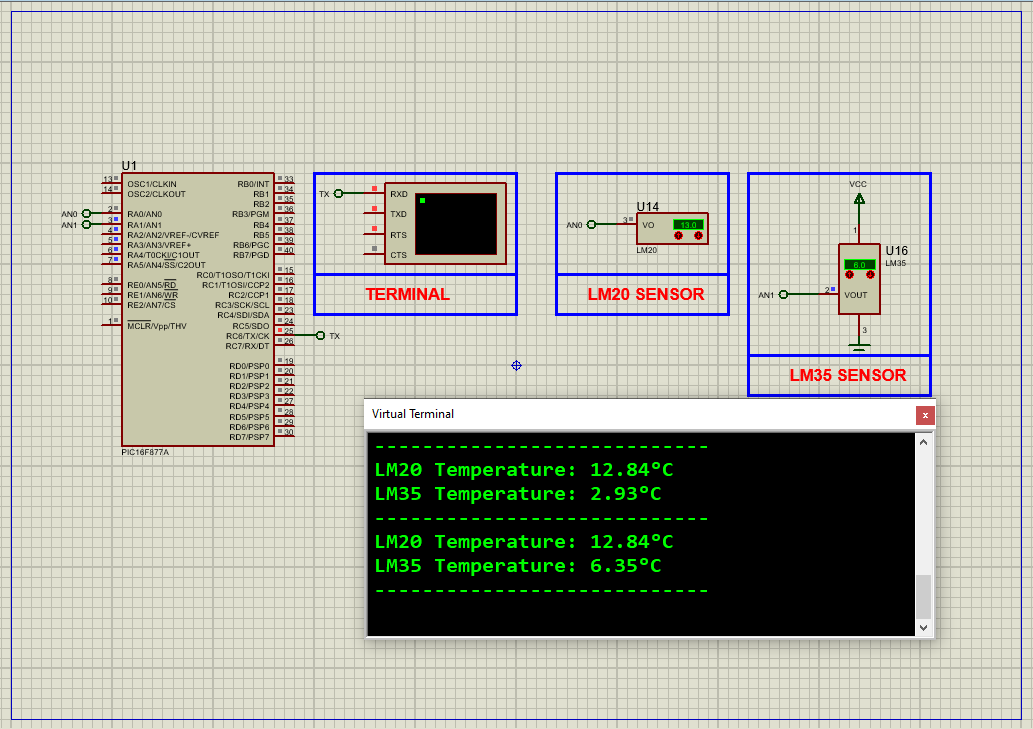 U1
13
14
2
3
4
5
6
7
8
9
10
1
OSC1/CLKIN
OSC2/CLKOUT
RA0/AN0
RA1/AN1
RA2/AN2/VREF-/CVREF
RA3/AN3/VREF+
RA4/T0CKI/C1OUT
RA5/AN4/SS/C2OUT
RE0/AN5/RD
RE1/AN6/WR
RE2/AN7/CS
MCLR/Vpp/THV
RB0/INT
RB1
RB2
RB3/PGM
RB4
RB5
RB6/PGC
RB7/PGD
RC0/T1OSO/T1CKI
RC1/T1OSI/CCP2
RC2/CCP1
RC3/SCK/SCL
RC4/SDI/SDA
RC5/SDO
RC6/TX/CK
RC7/RX/DT
RD0/PSP0
RD1/PSP1
RD2/PSP2
RD3/PSP3
RD4/PSP4
RD5/PSP5
RD6/PSP6
RD7/PSP7
33
34
35
36
37
38
39
40
15
16
17
18
23
24
25
26
19
20
21
22
27
28
29
30
PIC16F877A
AN0
AN1
TX
TX
RXD
TXD
RTS
CTS
TERMINAL
AN0
3
U14
VO
13.0
LM20
LM20 SENSOR
VCC
1
U16
LM35
6.0
AN1
2
VOUT
3
LM35 SENSOR
Virtual Terminal
x
----------------------------
LM20 Temperature: 12.84°C
LM35 Temperature: 2.93°C
----------------------------
LM20 Temperature: 12.84°C
LM35 Temperature: 6.35°C
----------------------------